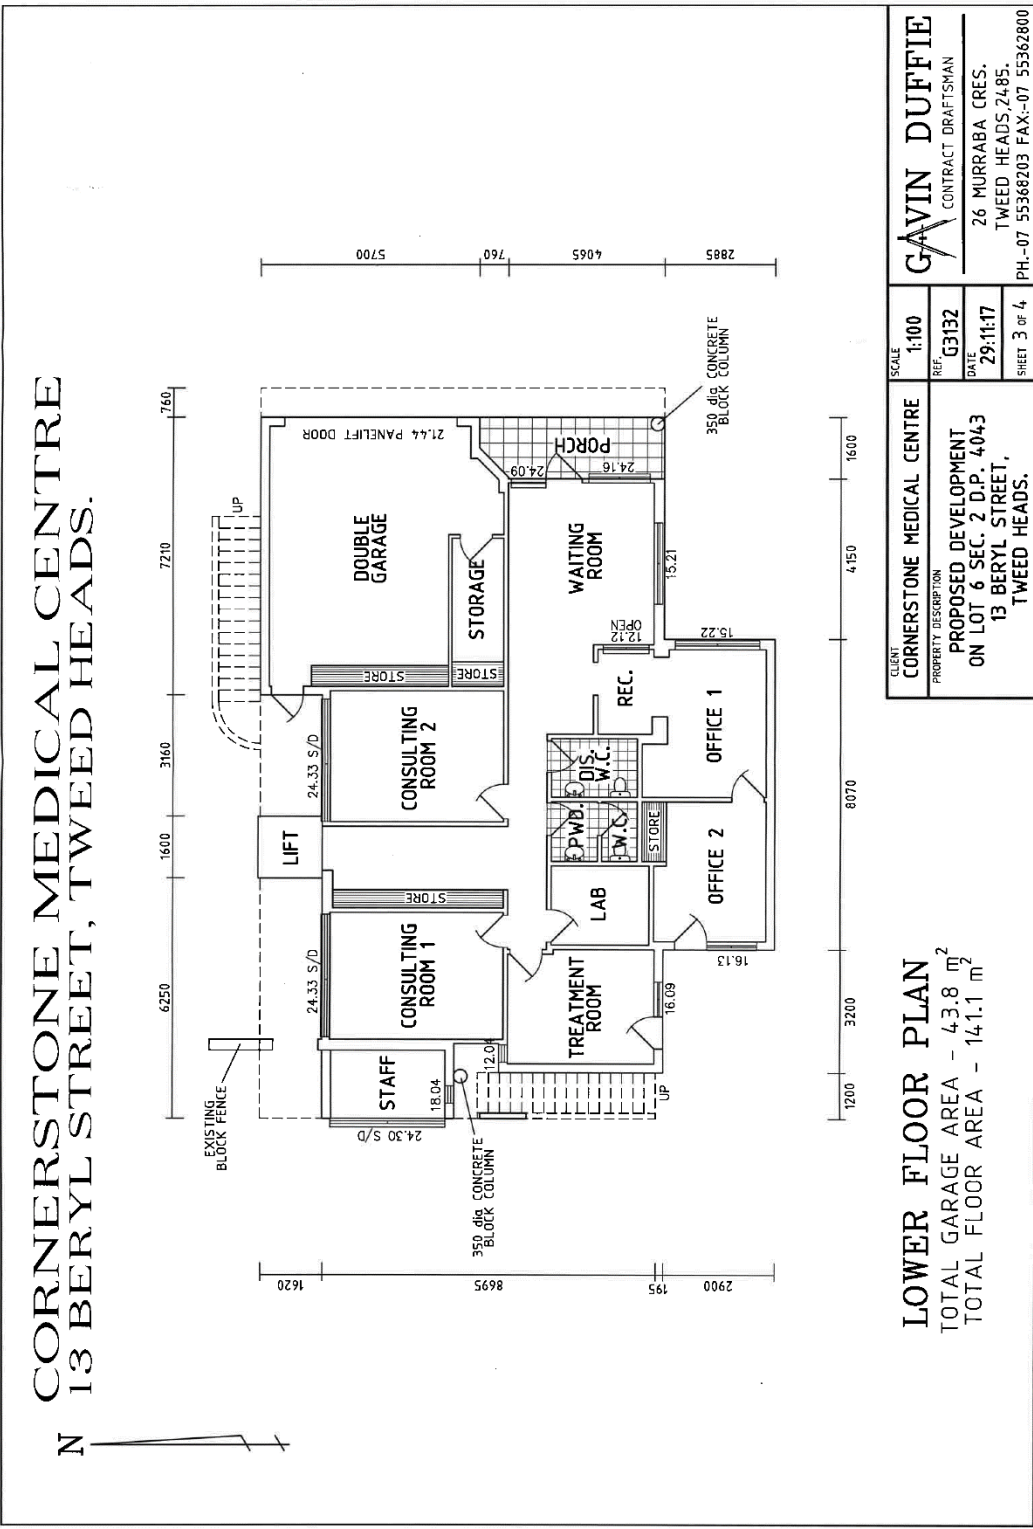 CORNERSTONE MEDICAL CENTRE
13 BERYL STREET, TWEED HEADS.
N
EXISTING
BLOCK FENCE
6250
1600
3160
7210
760
UP
24.33 S/D
LIFT
24.33 S/D
21.44 PANELIFT DOOR
DOUBLE
GARAGE
STAFF
18.04
24.30 S/D
CONSULTING
ROOM 1
STORE
CONSULTING
ROOM 2
STORE
STORE
STORAGE
PORCH
24.09
24.16
350 dia CONCRETE
BLOCK COLUMN
350 dia CONCRETE
BLOCK COLUMN
12.04
TREATMENT
ROOM
16.09
UP
LAB
PWD.
W.C.
DIS.
W.C.
REC.
12.12
OPEN
WAITING
ROOM
15.21
STORE
OFFICE 2
16.13
OFFICE 1
15.22
1620
8695
195
2900
5700
760
4065
2885
1200
3200
8070
4150
1600
LOWER FLOOR PLAN
TOTAL GARAGE AREA - 43.8 m²
TOTAL FLOOR AREA - 141.1 m²
CLIENT
CORNERSTONE MEDICAL CENTRE
PROPERTY DESCRIPTION
PROPOSED DEVELOPMENT
ON LOT 6 SEC. 2 D.P. 4043
13 BERYL STREET,
TWEED HEADS.
SCALE
1:100
REF.
G3132
DATE
29:11:17
SHEET 3 OF 4
GAVIN DUFFIE
CONTRACT DRAFTSMAN
26 MURRABA CRES.
TWEED HEADS,2485.
PH.-07 55368203 FAX:-07 55362800